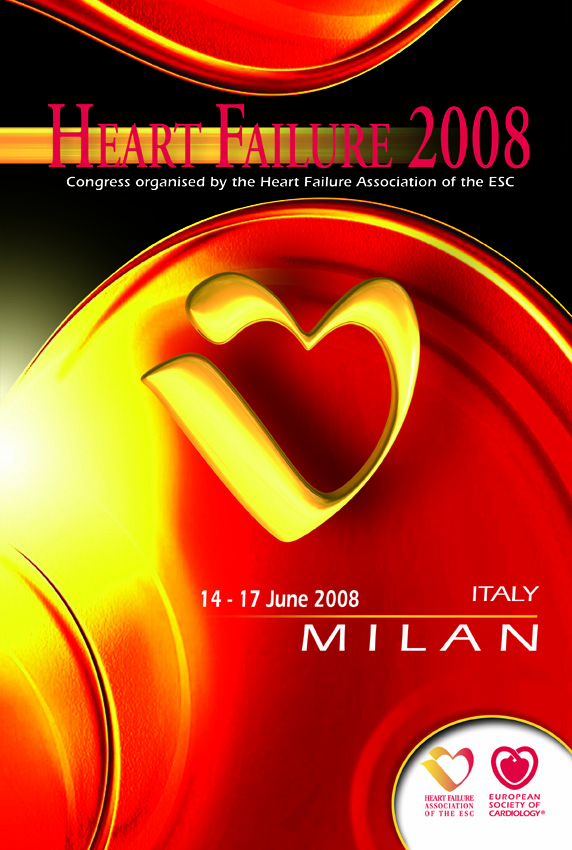 HEART FAILURE 2008
Congress organised by the Heart Failure Association of the ESC
14 - 17 June 2008
ITALY
MILAN
HEART FAILURE
ASSOCIATION
OF THE ESC
EUROPEAN
SOCIETY OF
CARDIOLOGY®